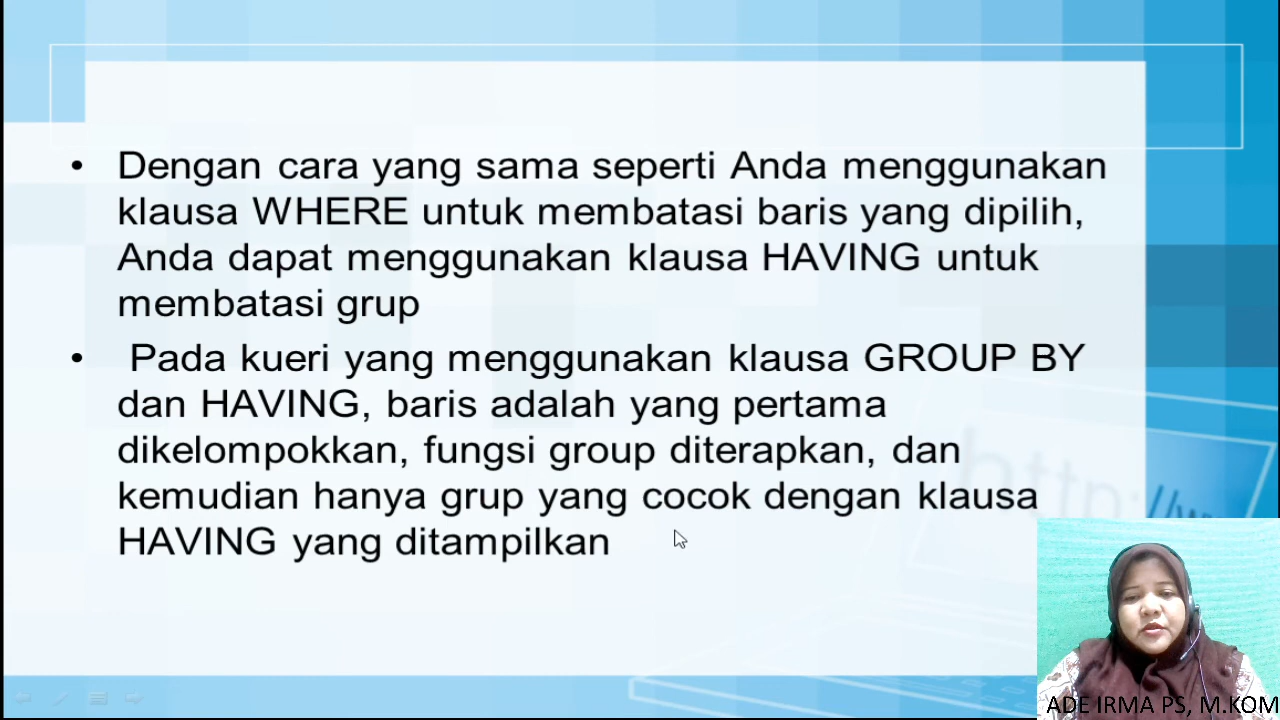 • Dengan cara yang sama seperti Anda menggunakan
klausa WHERE untuk membatasi baris yang dipilih,
Anda dapat menggunakan klausa HAVING untuk
membatasi grup
• Pada kueri yang menggunakan klausa GROUP BY
dan HAVING, baris adalah yang pertama
dikelompokkan, fungsi group diterapkan, dan
kemudian hanya grup yang cocok dengan klausa
HAVING yang ditampilkan
http://w
ADE IRMA PS, M.KOM